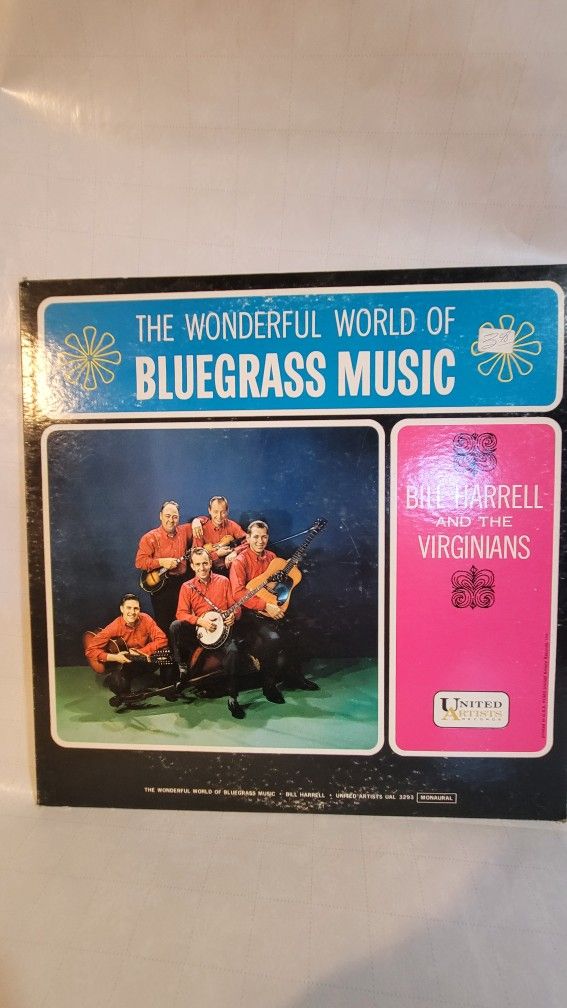 THE WONDERFUL WORLD OF
BLUEGRASS MUSIC
BILL HARRELL
AND THE
VIRGINIANS
UNITED
ARTISTS
RECORDS
THE WONDERFUL WORLD OF BLUEGRASS MUSIC • BILL HARRELL • UNITED ARTISTS UAL 3293 MONAURAL